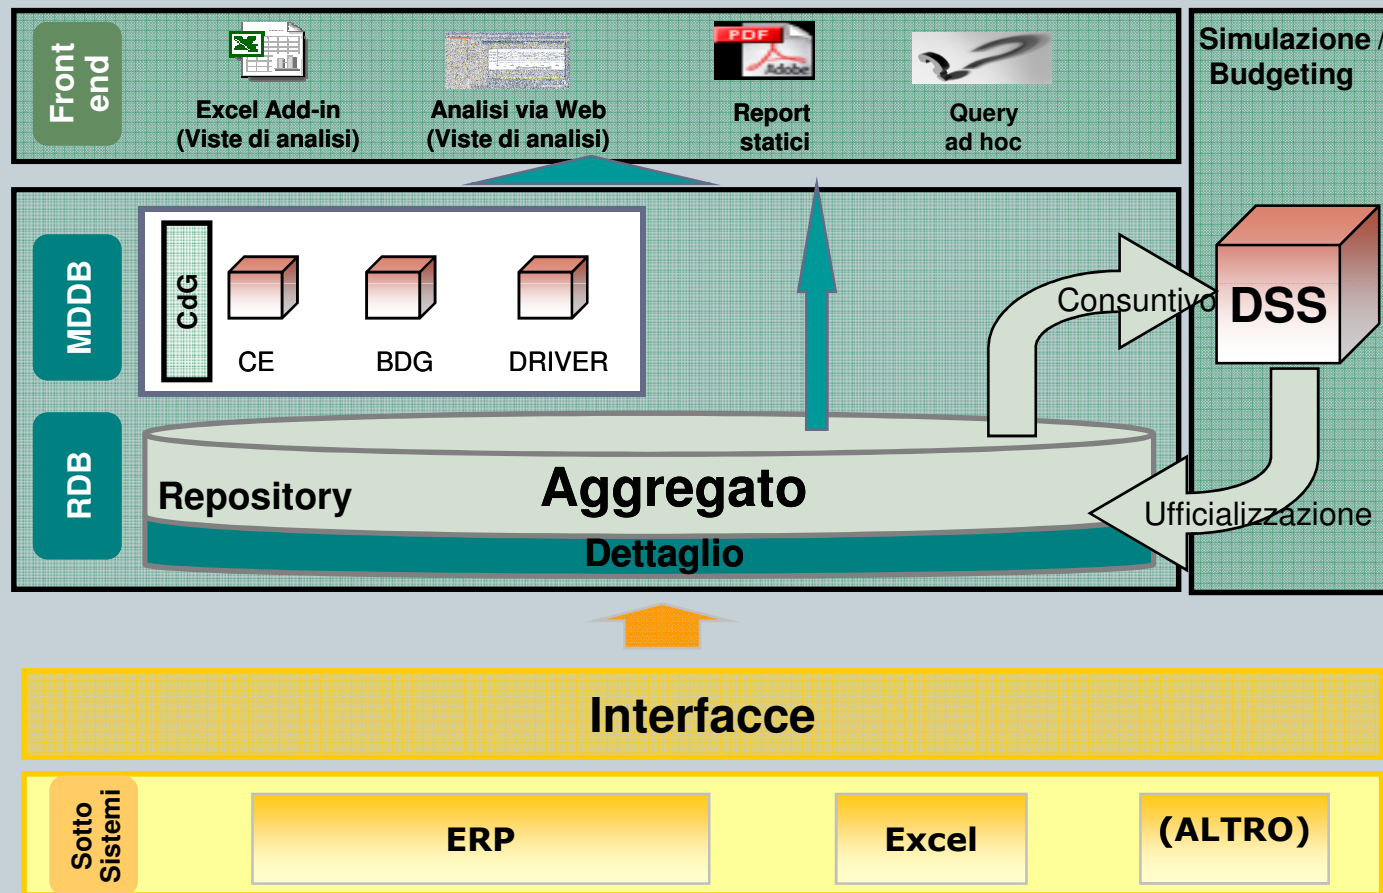 Front
end
Excel Add-in
(Viste di analisi)
Analisi via Web
(Viste di analisi)
PDF
Adobe
Report
statici
Query
ad hoc
Simulazione /
Budgeting
MDDB
CdG
CE
BDG
DRIVER
Consuntivo
DSS
RDB
Repository
Aggregato
Dettaglio
Ufficializzazione
Interfacce
Sotto
Sistemi
ERP
Excel
(ALTRO)